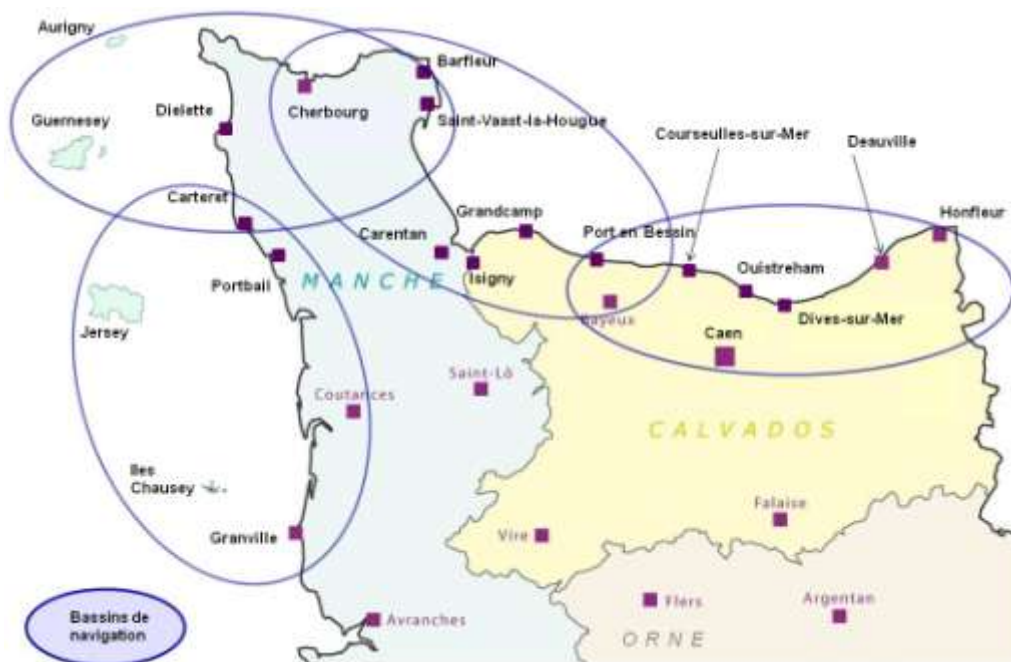 Aurigny
Barfleur
Cherbourg
Dielette
Guernesey
Saint-Vaast-la-Hougue
Courseulles-sur-Mer
Deauville
Carteret
Grandcamp
Honfleur
Carentan
Port en Bessin
Isigny
Ouistreham
MANCHE
Portbail
Jersey
Bayeux
Dives-sur-Mer
Caen
Saint-Lô
Coutances
CALVADOS
Iles
Chausey
Falaise
Granville
Vire
Bassins de
navigation
Avranches
Flers
Argentan
ORNE